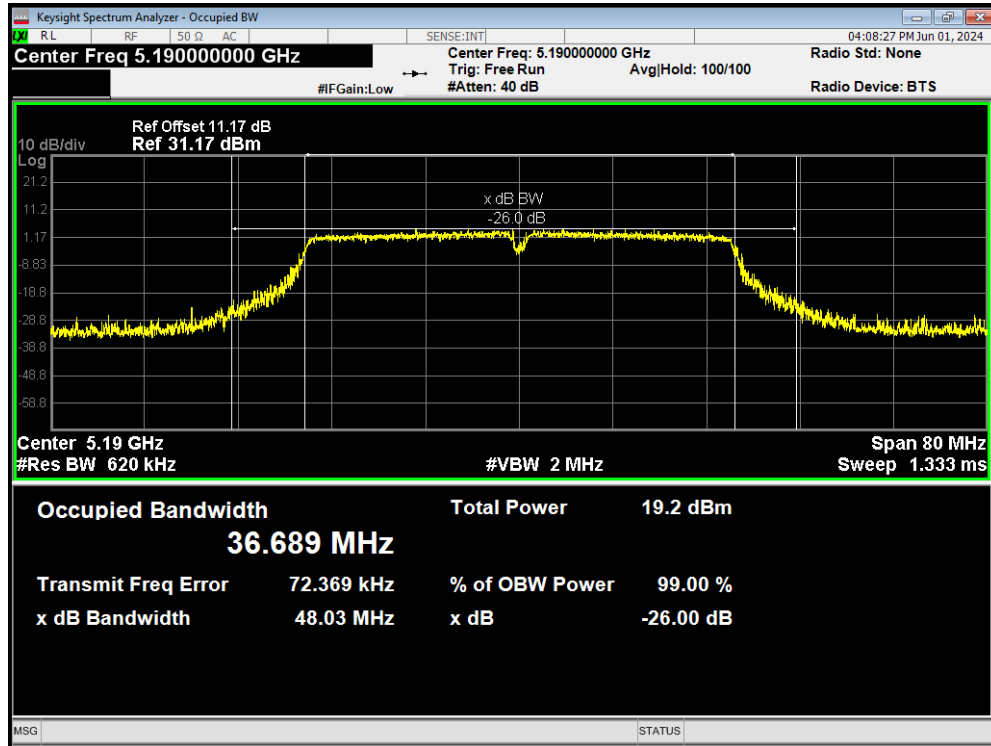 Keysight Spectrum Analyzer - Occupied BW
LXI RL RF 50 Ω AC SENSE:INT 04:08:27 PM Jun 01, 2024
Center Freq 5.190000000 GHz Center Freq: 5.190000000 GHz Radio Std: None
Trig: Free Run Avg|Hold: 100/100
#IFGain:Low #Atten: 40 dB Radio Device: BTS
Ref Offset 11.17 dB
10 dB/div Ref 31.17 dBm
Log
21.2
x dB BW
11.2
-26.0 dB
1.17
-8.83
-18.8
-28.8
-38.8
-48.8
-58.8
Center 5.19 GHz Span 80 MHz
#Res BW 620 kHz #VBW 2 MHz Sweep 1.333 ms
Occupied Bandwidth Total Power 19.2 dBm
36.689 MHz
Transmit Freq Error 72.369 kHz % of OBW Power 99.00 %
x dB Bandwidth 48.03 MHz x dB -26.00 dB
MSG STATUS